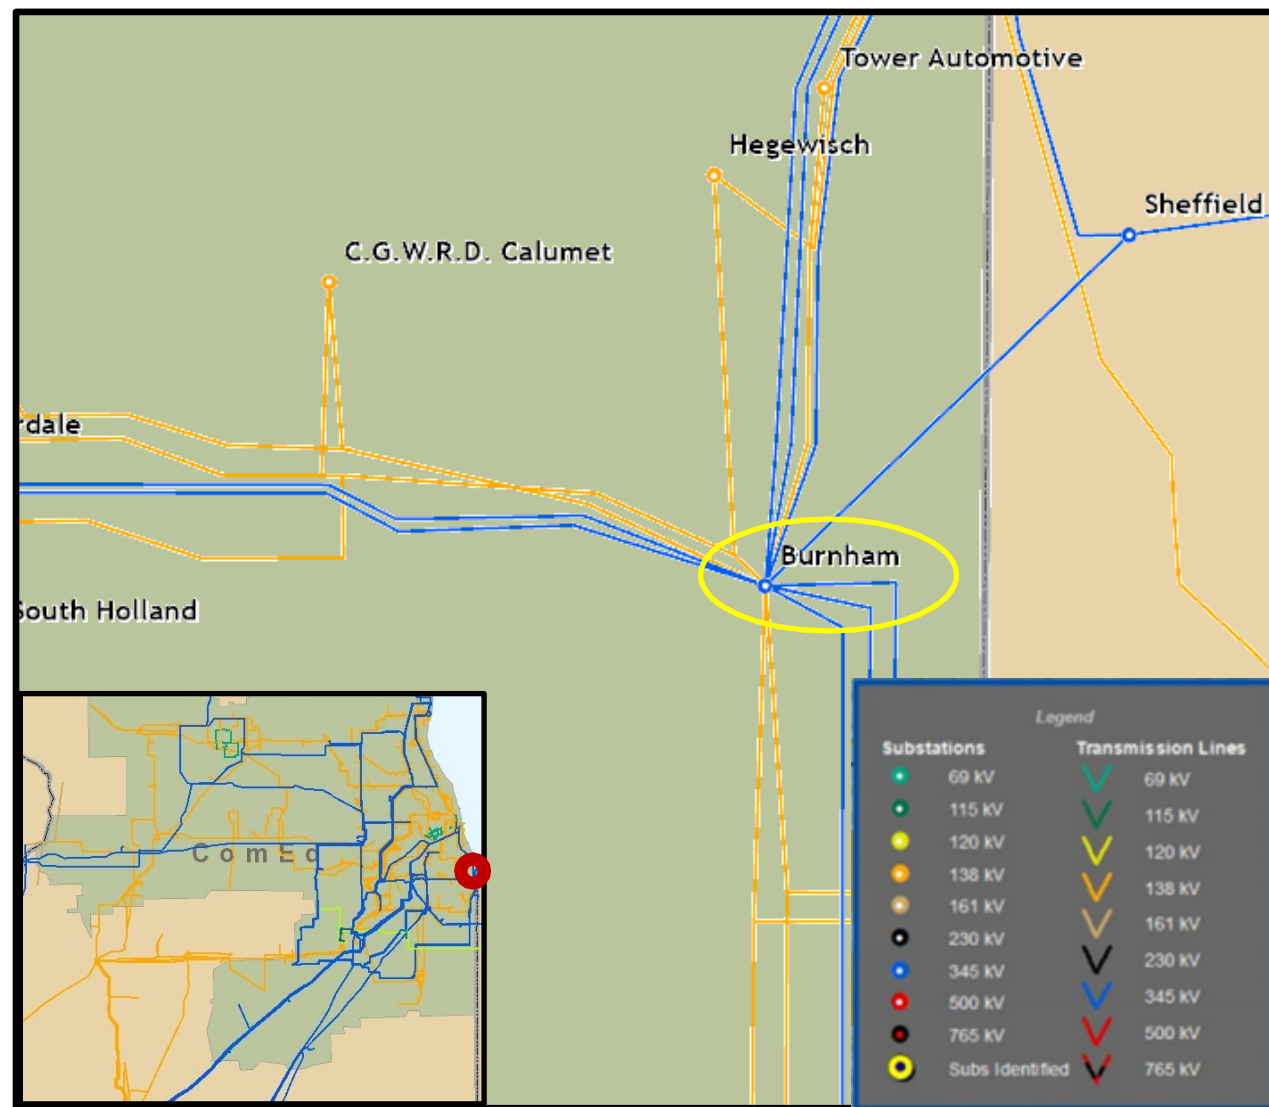 Tower Automotive
Hegewisch
Sheffield
C.G.W.R.D. Calumet
rdale
Burnham
South Holland
ComEd
Legend
Substations
Transmission Lines
69 kV
69 kV
115 kV
115 kV
120 kV
120 kV
138 kV
138 kV
161 kV
161 kV
230 kV
230 kV
345 kV
345 kV
500 kV
500 kV
765 kV
765 kV
Subs Identified